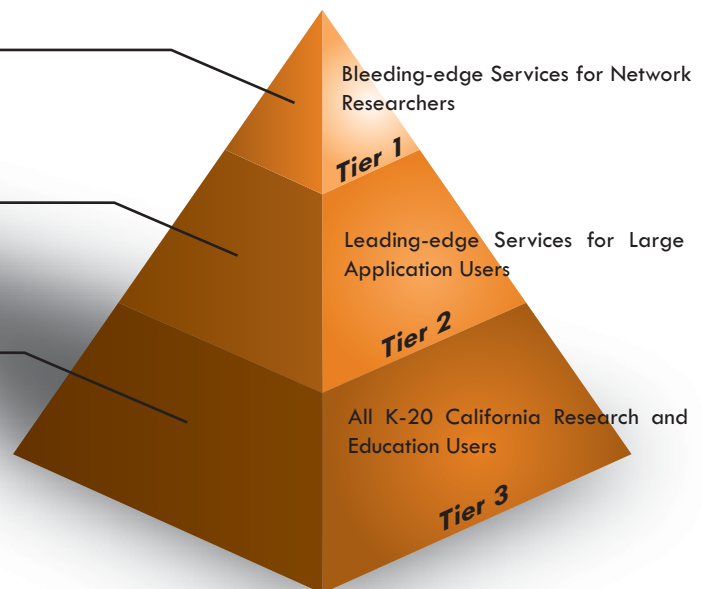 Bleeding-edge Services for Network
Researchers
Tier 1
Leading-edge Services for Large
Application Users
Tier 2
All K-20 California Research and
Education Users
Tier 3